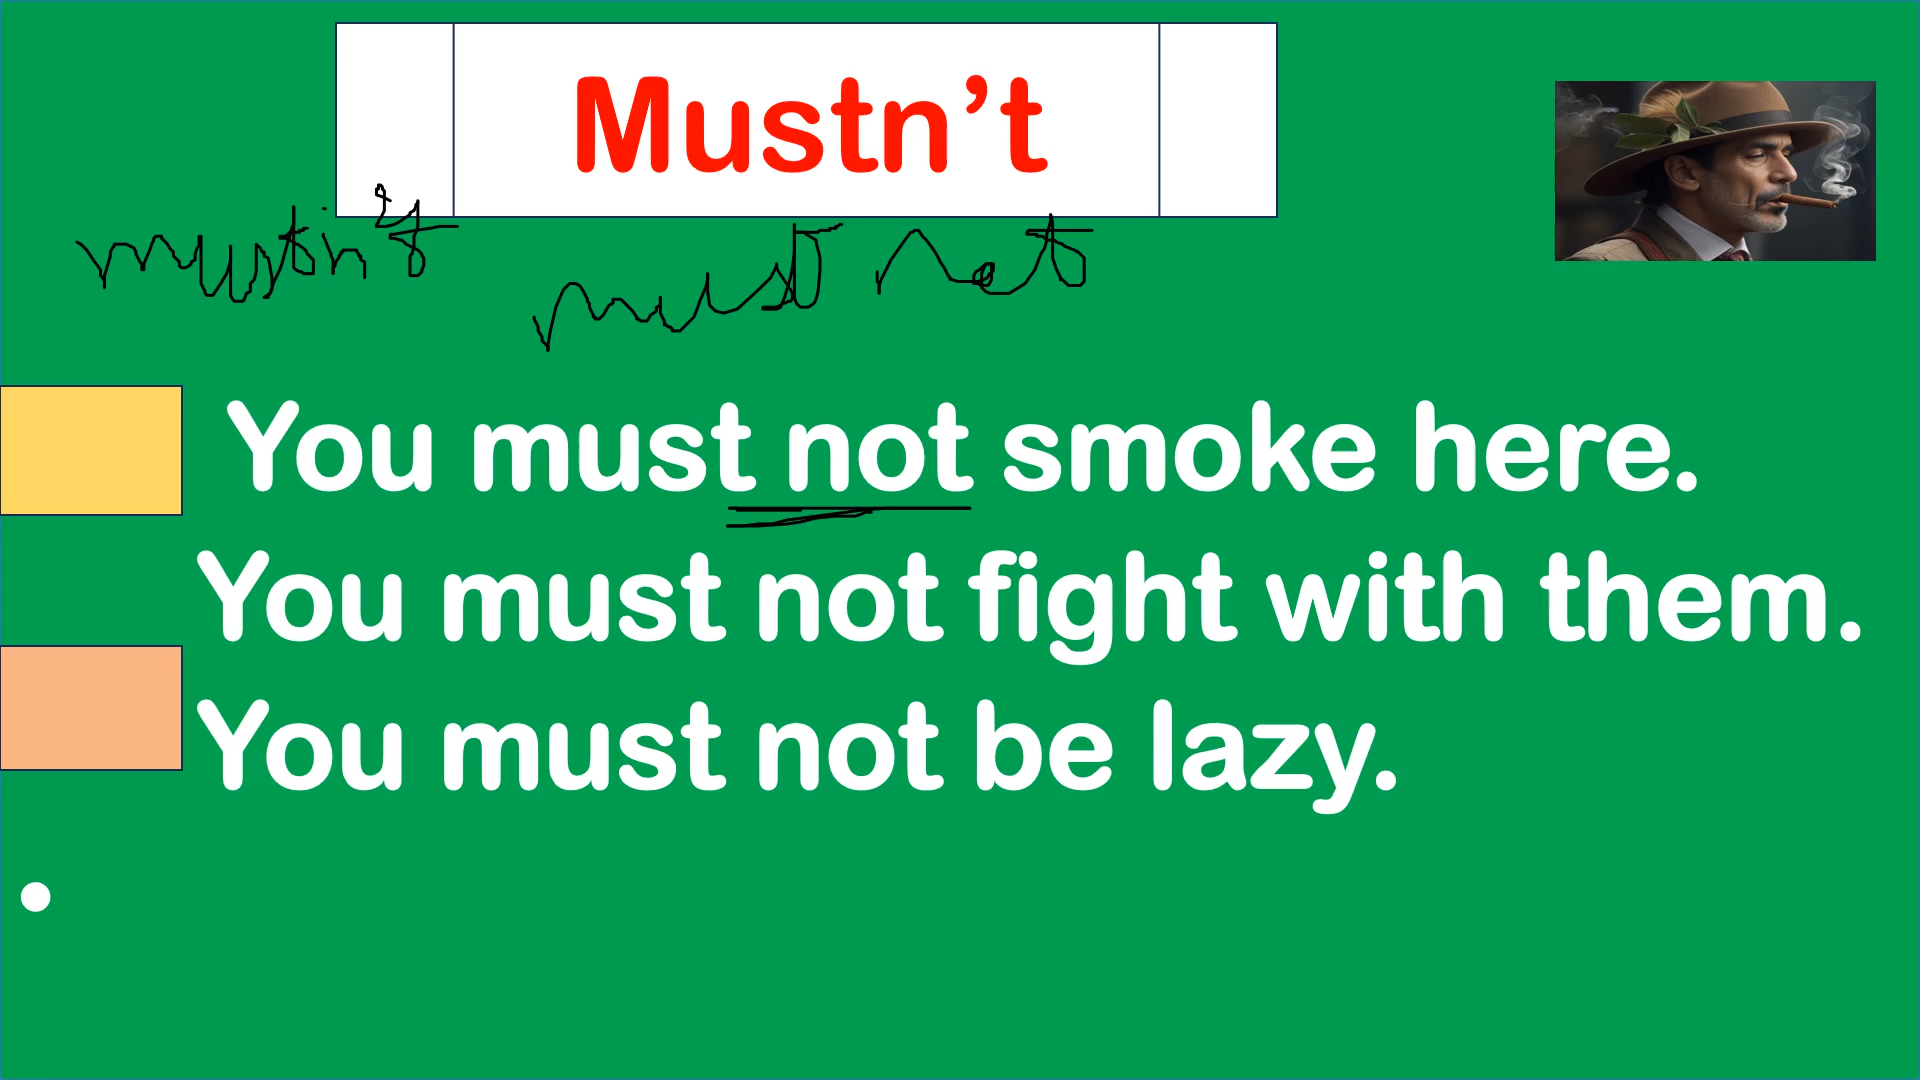 Mustn’t
mustn't
must not
You must not smoke here.
You must not fight with them.
You must not be lazy.